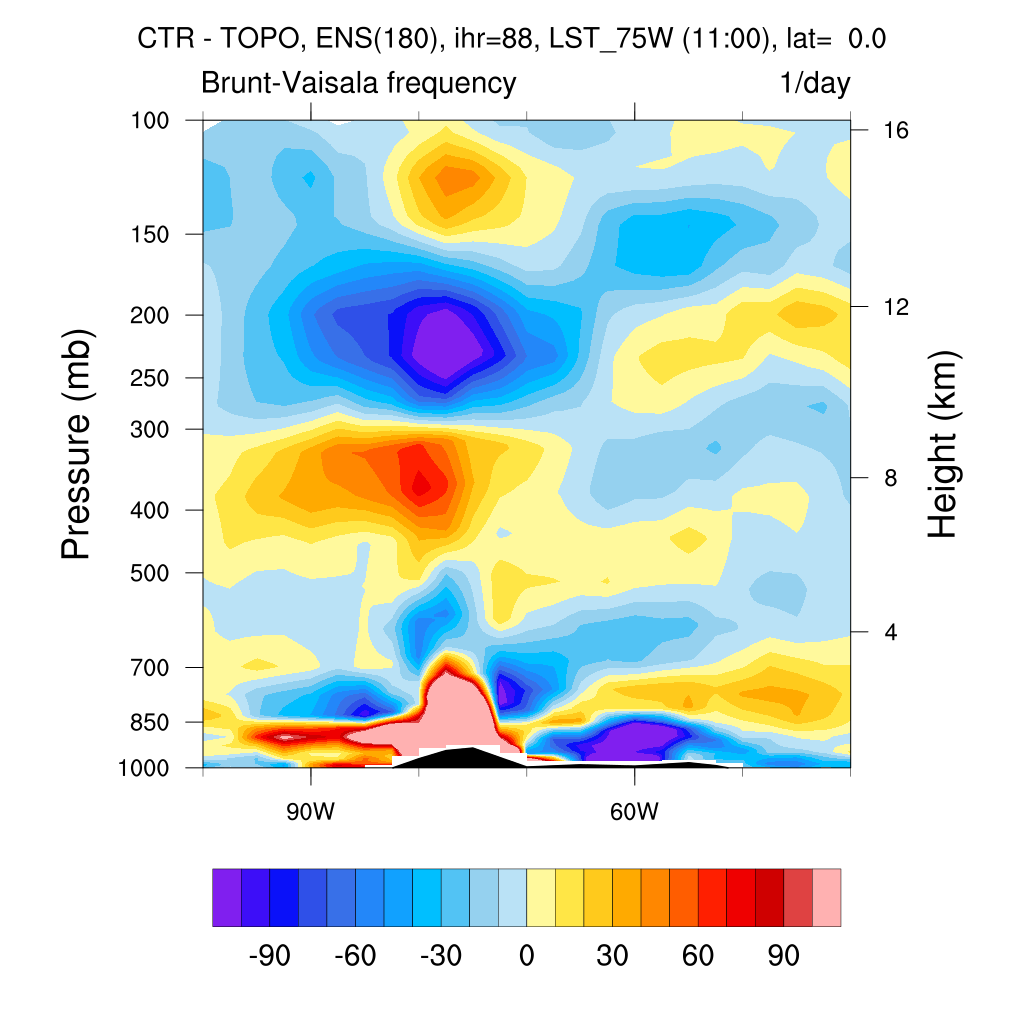 CTR - TOPO, ENS(180), ihr=88, LST_75W (11:00), lat=  0.0
Brunt-Vaisala frequency 1/day
100
150
200
250
300
400
500
700
850
1000
Pressure (mb)
16
12
8
4
Height (km)
90W 60W
-90 -60 -30 0 30 60 90